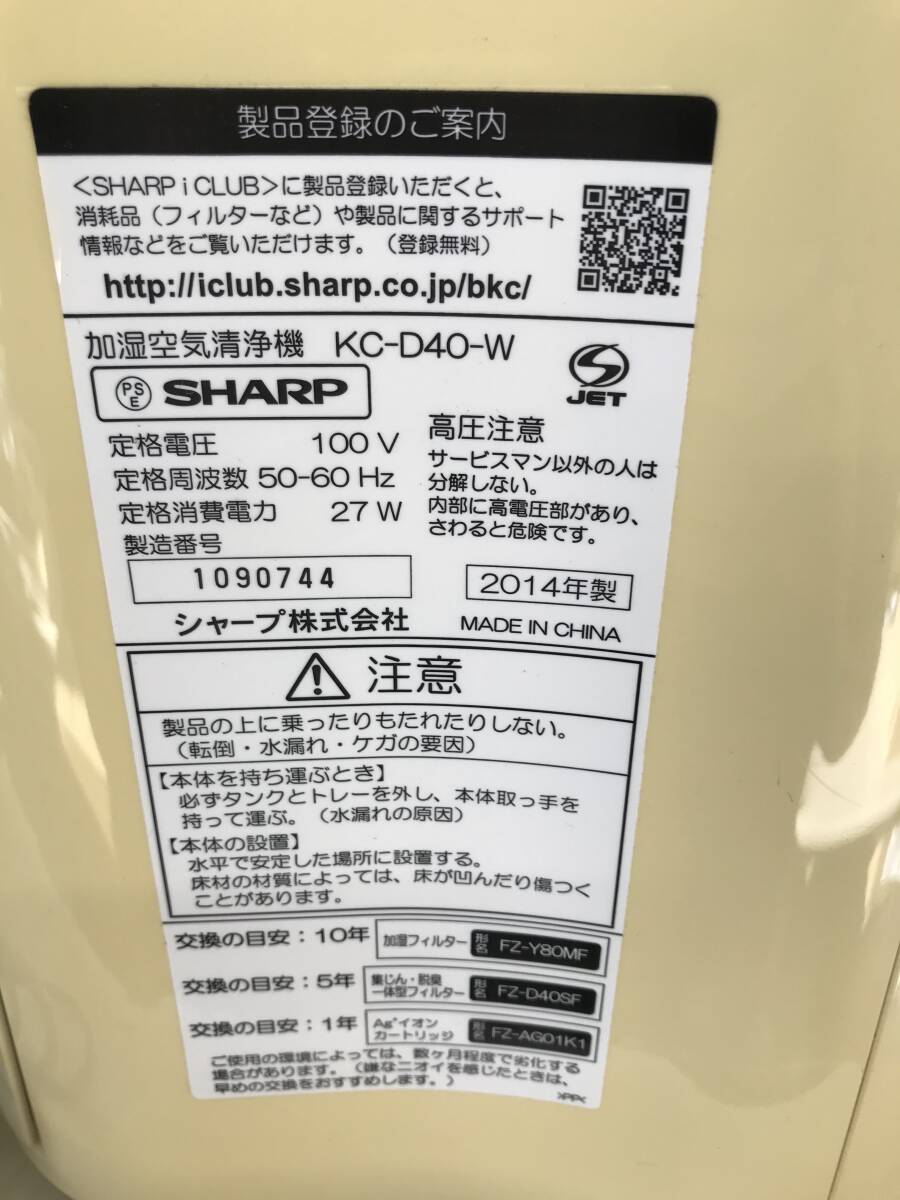 製品登録のご案内
＜SHARP i CLUB＞に製品登録いただくと、
消耗品（フィルターなど）や製品に関するサポート
情報などをご覧いただけます。（登録無料）
http://iclub.sharp.co.jp/bkc/
加湿空気清浄機 KC-D40-W
PSE SHARP
JET
定格電圧 100 V
定格周波数 50-60 Hz
定格消費電力 27 W
製造番号
1090744
シャープ株式会社
高圧注意
サービスマン以外の人は
分解しない。
内部に高電圧部があり、
さわると危険です。
2014年製
MADE IN CHINA
注意
製品の上に乗ったりもたれたりしない。
（転倒・水漏れ・ケガの要因）
【本体を持ち運ぶとき】
必ずタンクとトレーを外し、本体取っ手を
持って運ぶ。（水漏れの原因）
【本体の設置】
水平で安定した場所に設置する。
床材の材質によっては、床が凹んだり傷つく
ことがあります。
交換の目安：10年 加湿フィルター 形名 FZ-Y80MF
交換の目安：5年 集じん・脱臭一体型フィルター 形名 FZ-D40SF
交換の目安：1年 Ag⁺イオンカートリッジ 形名 FZ-AG01K1
ご使用の環境によっては、数ヶ月程度で劣化する
場合があります。（嫌なニオイを感じたときは、
早めの交換をおすすめします。）
>PP<